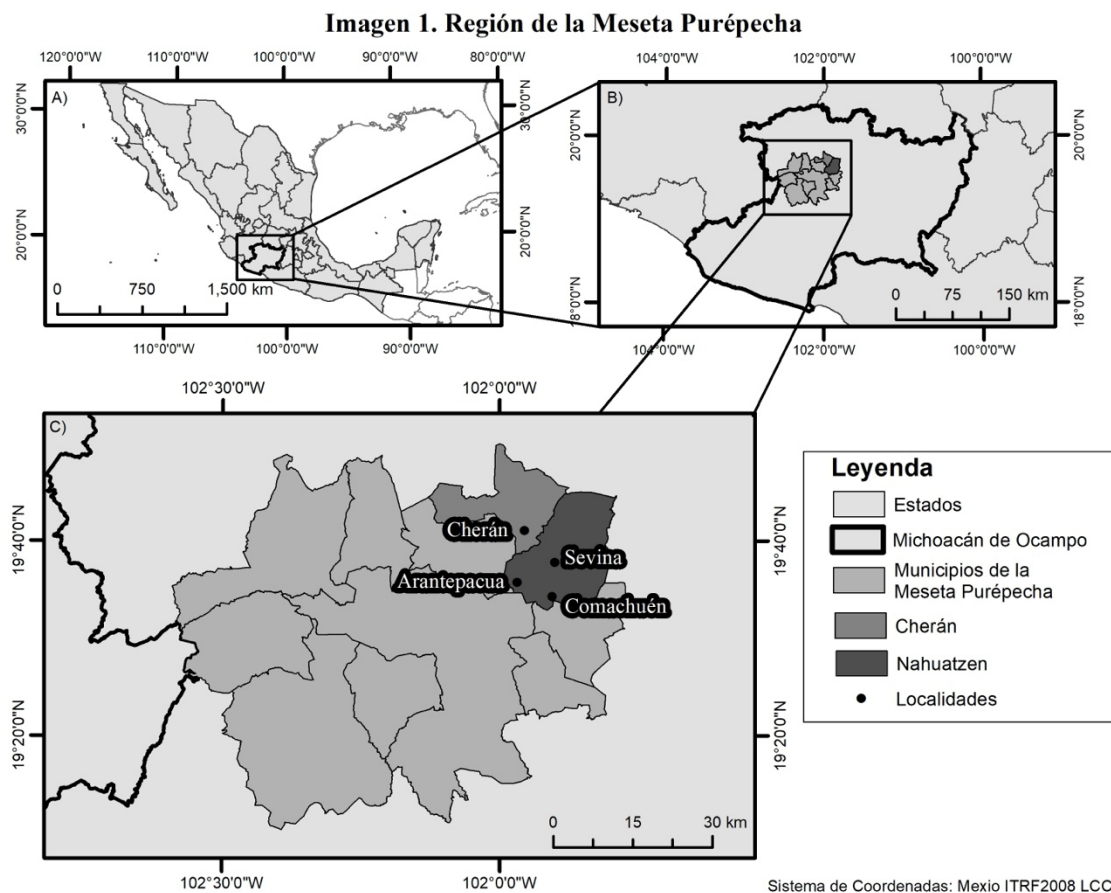 Imagen 1. Región de la Meseta Purépecha
120°0'0"W 110°0'0"W 100°0'0"W 90°0'0"W 80°0'0"W
A)
30°0'0"N
30°0'0"N
20°0'0"N
20°0'0"N
0 750 1,500 km
110°0'0"W 100°0'0"W 90°0'0"W
104°0'0"W 102°0'0"W 100°0'0"W
B)
20°0'0"N
20°0'0"N
18°0'0"N
18°0'0"N
0 75 150 km
104°0'0"W 102°0'0"W 100°0'0"W
102°30'0"W 102°0'0"W
C)
19°40'0"N
19°40'0"N
19°20'0"N
19°20'0"N
Cherán
Sevina
Arantepacua
Comachuén
0 15 30 km
102°30'0"W 102°0'0"W
Leyenda
Estados
Michoacán de Ocampo
Municipios de la
Meseta Purépecha
Cherán
Nahuatzen
Localidades
Sistema de Coordenadas: Mexio ITRF2008 LCC